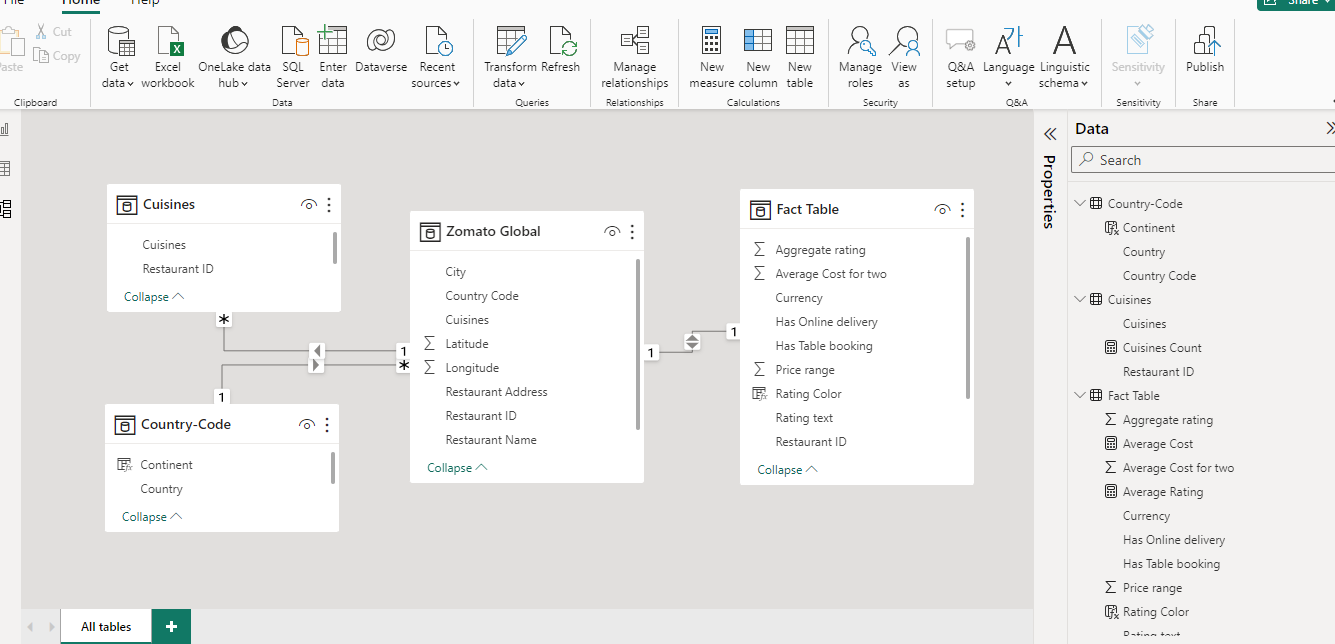 File Home Help Share
Cut
Paste Copy
Get data Excel workbook OneLake data hub SQL Server Enter data Dataverse Recent sources Transform data Refresh Manage relationships New measure New column New table Manage roles View as Q&A setup Language Linguistic schema Sensitivity Publish
Clipboard Data Queries Relationships Calculations Security Q&A Sensitivity Share
Cuisines
Cuisines
Restaurant ID
Collapse
*
1
*
1
Country-Code
Continent
Country
Collapse
Zomato Global
City
Country Code
Cuisines
Latitude
Longitude
Restaurant Address
Restaurant ID
Restaurant Name
Collapse
1
1
Fact Table
Aggregate rating
Average Cost for two
Currency
Has Online delivery
Has Table booking
Price range
Rating Color
Rating text
Restaurant ID
Collapse
Properties
Data
Search
Country-Code
Continent
Country
Country Code
Cuisines
Cuisines
Cuisines Count
Restaurant ID
Fact Table
Aggregate rating
Average Cost
Average Cost for two
Average Rating
Currency
Has Online delivery
Has Table booking
Price range
Rating Color
Rating text
All tables
+